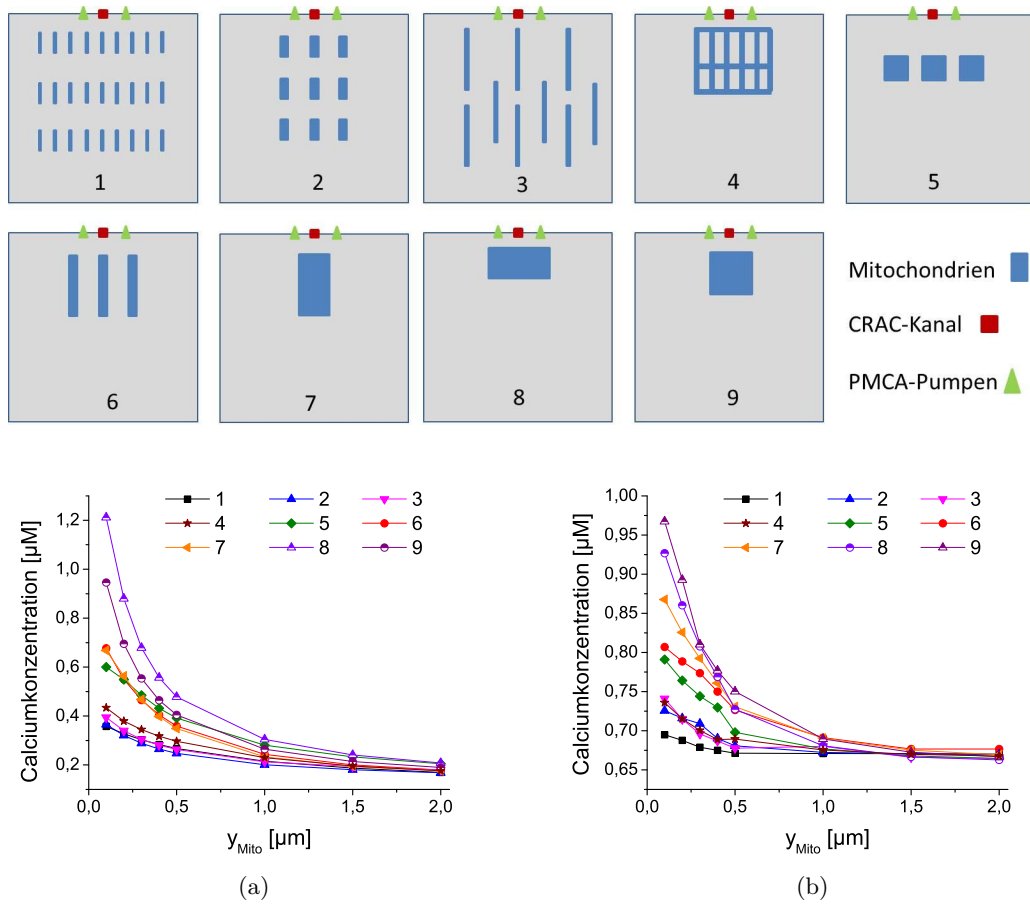 1 2 3 4 5
6 7 8 9
Mitochondrien
CRAC-Kanal
PMCA-Pumpen
1 2 3
4 5 6
7 8 9
Calciumkonzentration [µM]
1,2
1,0
0,8
0,6
0,4
0,2
0,0 0,5 1,0 1,5 2,0
y_Mito [µm]
(a)
1 2 3
4 5 6
7 8 9
Calciumkonzentration [µM]
1,00
0,95
0,90
0,85
0,80
0,75
0,70
0,65
0,0 0,5 1,0 1,5 2,0
y_Mito [µm]
(b)